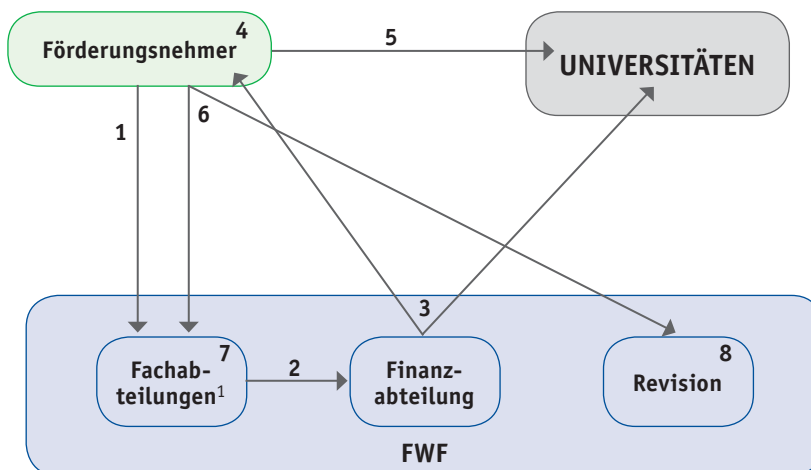 4
Förderungsnehmer
5
UNIVERSITÄTEN
1
6
3
7
Fachab-
teilungen¹
2
Finanz-
abteilung
8
Revision
FWF